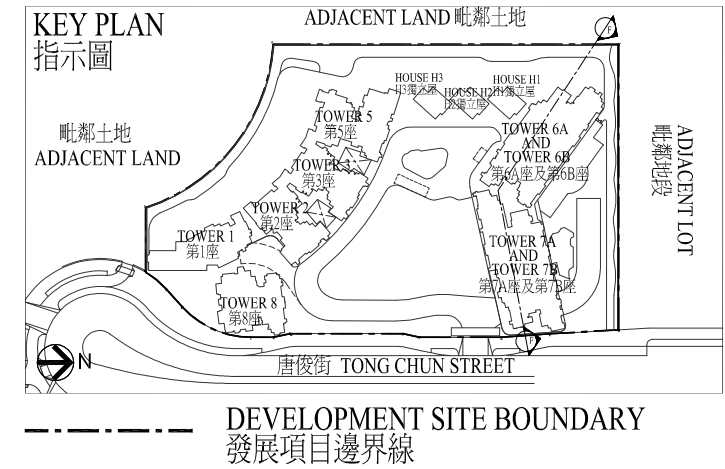 ADJACENT LAND 毗鄰土地
KEY PLAN
指示圖
F
毗鄰土地
ADJACENT LAND
HOUSE H3
H3獨立屋
HOUSE H2
H2獨立屋
HOUSE H1
H1獨立屋
TOWER 5
第5座
TOWER 6A
AND
TOWER 6B
第6A座及第6B座
ADJACENT LOT
毗鄰地段
TOWER 3
第3座
TOWER 2
第2座
TOWER 1
第1座
TOWER 7A
AND
TOWER 7B
第7A座及第7B座
TOWER 8
第8座
F
N
唐俊街 TONG CHUN STREET
DEVELOPMENT SITE BOUNDARY
發展項目邊界線